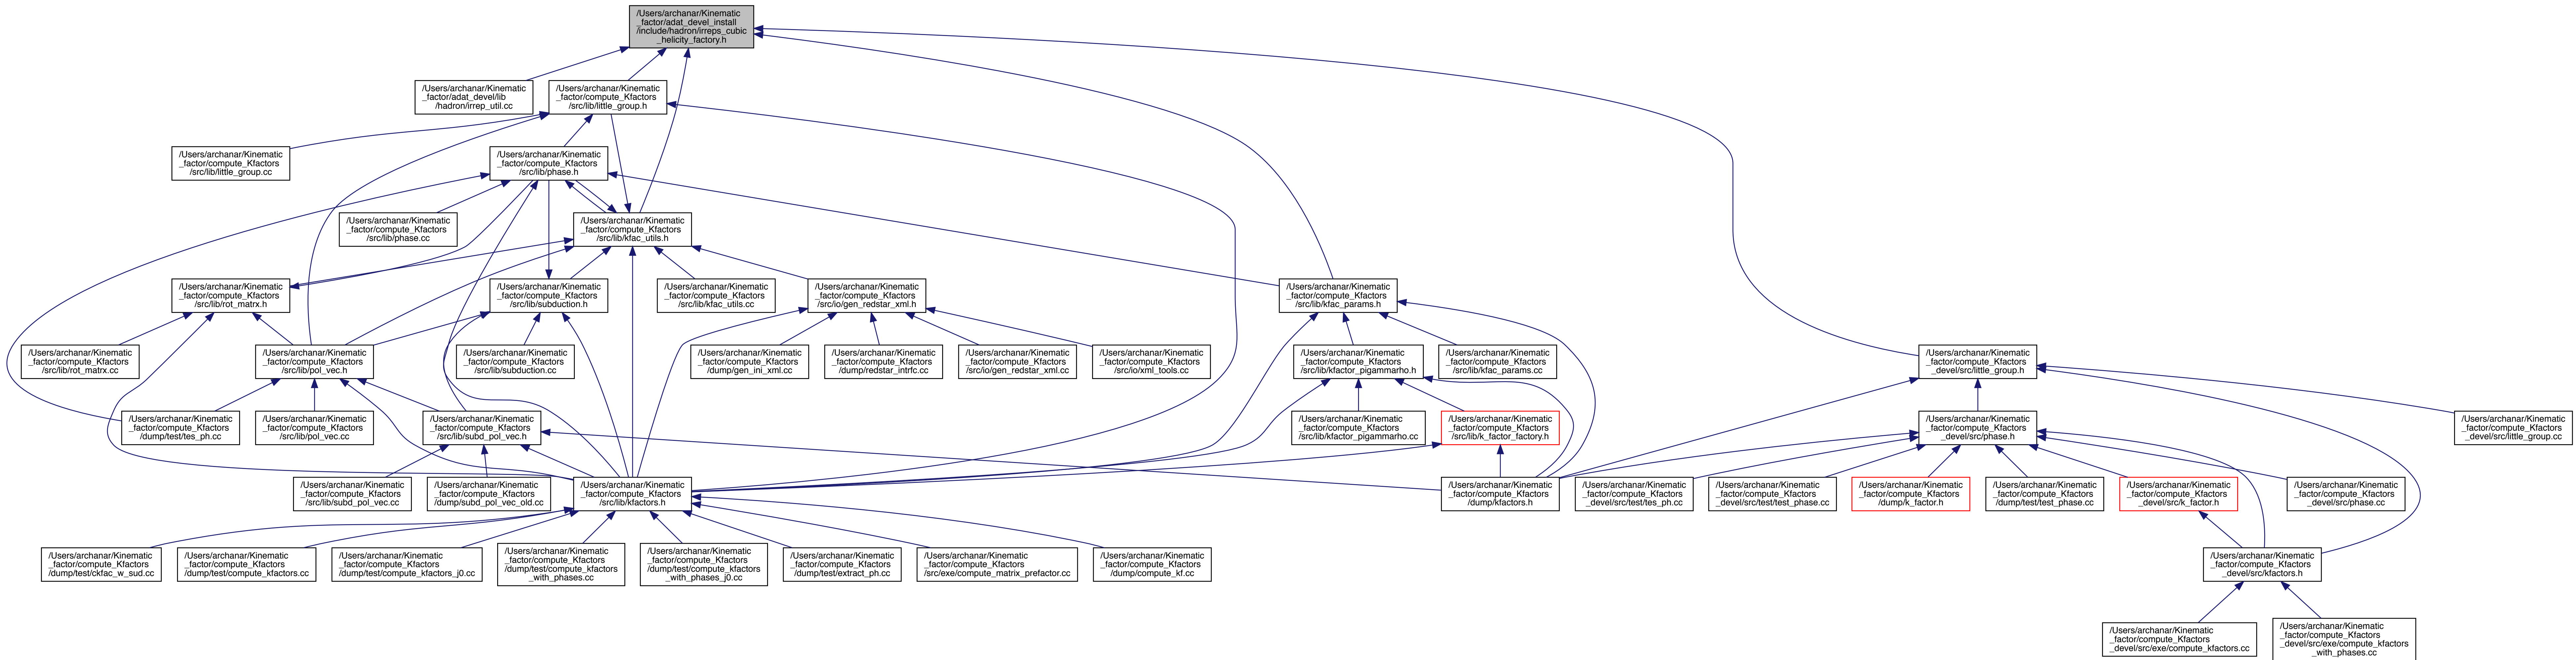 /Users/archanar/Kinematic
_factor/adat_devel_install
/include/hadron/irreps_cubic
_helicity_factory.h
/Users/archanar/Kinematic
_factor/adat_devel/lib
/hadron/irrep_util.cc
/Users/archanar/Kinematic
_factor/compute_Kfactors
/src/lib/little_group.h
/Users/archanar/Kinematic
_factor/compute_Kfactors
/src/lib/little_group.cc
/Users/archanar/Kinematic
_factor/compute_Kfactors
/src/lib/phase.h
/Users/archanar/Kinematic
_factor/compute_Kfactors
/src/lib/phase.cc
/Users/archanar/Kinematic
_factor/compute_Kfactors
/src/lib/kfac_utils.h
/Users/archanar/Kinematic
_factor/compute_Kfactors
/src/lib/rot_matrx.h
/Users/archanar/Kinematic
_factor/compute_Kfactors
/src/lib/subduction.h
/Users/archanar/Kinematic
_factor/compute_Kfactors
/src/lib/kfac_utils.cc
/Users/archanar/Kinematic
_factor/compute_Kfactors
/src/io/gen_redstar_xml.h
/Users/archanar/Kinematic
_factor/compute_Kfactors
/src/lib/kfac_params.h
/Users/archanar/Kinematic
_factor/compute_Kfactors
/src/lib/rot_matrx.cc
/Users/archanar/Kinematic
_factor/compute_Kfactors
/src/lib/pol_vec.h
/Users/archanar/Kinematic
_factor/compute_Kfactors
/src/lib/subduction.cc
/Users/archanar/Kinematic
_factor/compute_Kfactors
/dump/gen_ini_xml.cc
/Users/archanar/Kinematic
_factor/compute_Kfactors
/dump/redstar_intrfc.cc
/Users/archanar/Kinematic
_factor/compute_Kfactors
/src/io/gen_redstar_xml.cc
/Users/archanar/Kinematic
_factor/compute_Kfactors
/src/io/xml_tools.cc
/Users/archanar/Kinematic
_factor/compute_Kfactors
/src/lib/kfactor_pigammarho.h
/Users/archanar/Kinematic
_factor/compute_Kfactors
/src/lib/kfac_params.cc
/Users/archanar/Kinematic
_factor/compute_Kfactors
_devel/src/little_group.h
/Users/archanar/Kinematic
_factor/compute_Kfactors
/dump/test/tes_ph.cc
/Users/archanar/Kinematic
_factor/compute_Kfactors
/src/lib/pol_vec.cc
/Users/archanar/Kinematic
_factor/compute_Kfactors
/src/lib/subd_pol_vec.h
/Users/archanar/Kinematic
_factor/compute_Kfactors
/src/lib/kfactor_pigammarho.cc
/Users/archanar/Kinematic
_factor/compute_Kfactors
/src/lib/k_factor_factory.h
/Users/archanar/Kinematic
_factor/compute_Kfactors
_devel/src/phase.h
/Users/archanar/Kinematic
_factor/compute_Kfactors
_devel/src/little_group.cc
/Users/archanar/Kinematic
_factor/compute_Kfactors
/src/lib/subd_pol_vec.cc
/Users/archanar/Kinematic
_factor/compute_Kfactors
/dump/subd_pol_vec_old.cc
/Users/archanar/Kinematic
_factor/compute_Kfactors
/src/lib/kfactors.h
/Users/archanar/Kinematic
_factor/compute_Kfactors
/dump/kfactors.h
/Users/archanar/Kinematic
_factor/compute_Kfactors
_devel/src/test/tes_ph.cc
/Users/archanar/Kinematic
_factor/compute_Kfactors
_devel/src/test/test_phase.cc
/Users/archanar/Kinematic
_factor/compute_Kfactors
/dump/k_factor.h
/Users/archanar/Kinematic
_factor/compute_Kfactors
/dump/test/test_phase.cc
/Users/archanar/Kinematic
_factor/compute_Kfactors
_devel/src/k_factor.h
/Users/archanar/Kinematic
_factor/compute_Kfactors
_devel/src/phase.cc
/Users/archanar/Kinematic
_factor/compute_Kfactors
/dump/test/ckfac_w_sud.cc
/Users/archanar/Kinematic
_factor/compute_Kfactors
/dump/test/compute_kfactors.cc
/Users/archanar/Kinematic
_factor/compute_Kfactors
/dump/test/compute_kfactors_j0.cc
/Users/archanar/Kinematic
_factor/compute_Kfactors
/dump/test/compute_kfactors
_with_phases.cc
/Users/archanar/Kinematic
_factor/compute_Kfactors
/dump/test/compute_kfactors
_with_phases_j0.cc
/Users/archanar/Kinematic
_factor/compute_Kfactors
/dump/test/extract_ph.cc
/Users/archanar/Kinematic
_factor/compute_Kfactors
/src/exe/compute_matrix_prefactor.cc
/Users/archanar/Kinematic
_factor/compute_Kfactors
/dump/compute_kf.cc
/Users/archanar/Kinematic
_factor/compute_Kfactors
_devel/src/kfactors.h
/Users/archanar/Kinematic
_factor/compute_Kfactors
_devel/src/exe/compute_kfactors.cc
/Users/archanar/Kinematic
_factor/compute_Kfactors
_devel/src/exe/compute_kfactors
_with_phases.cc